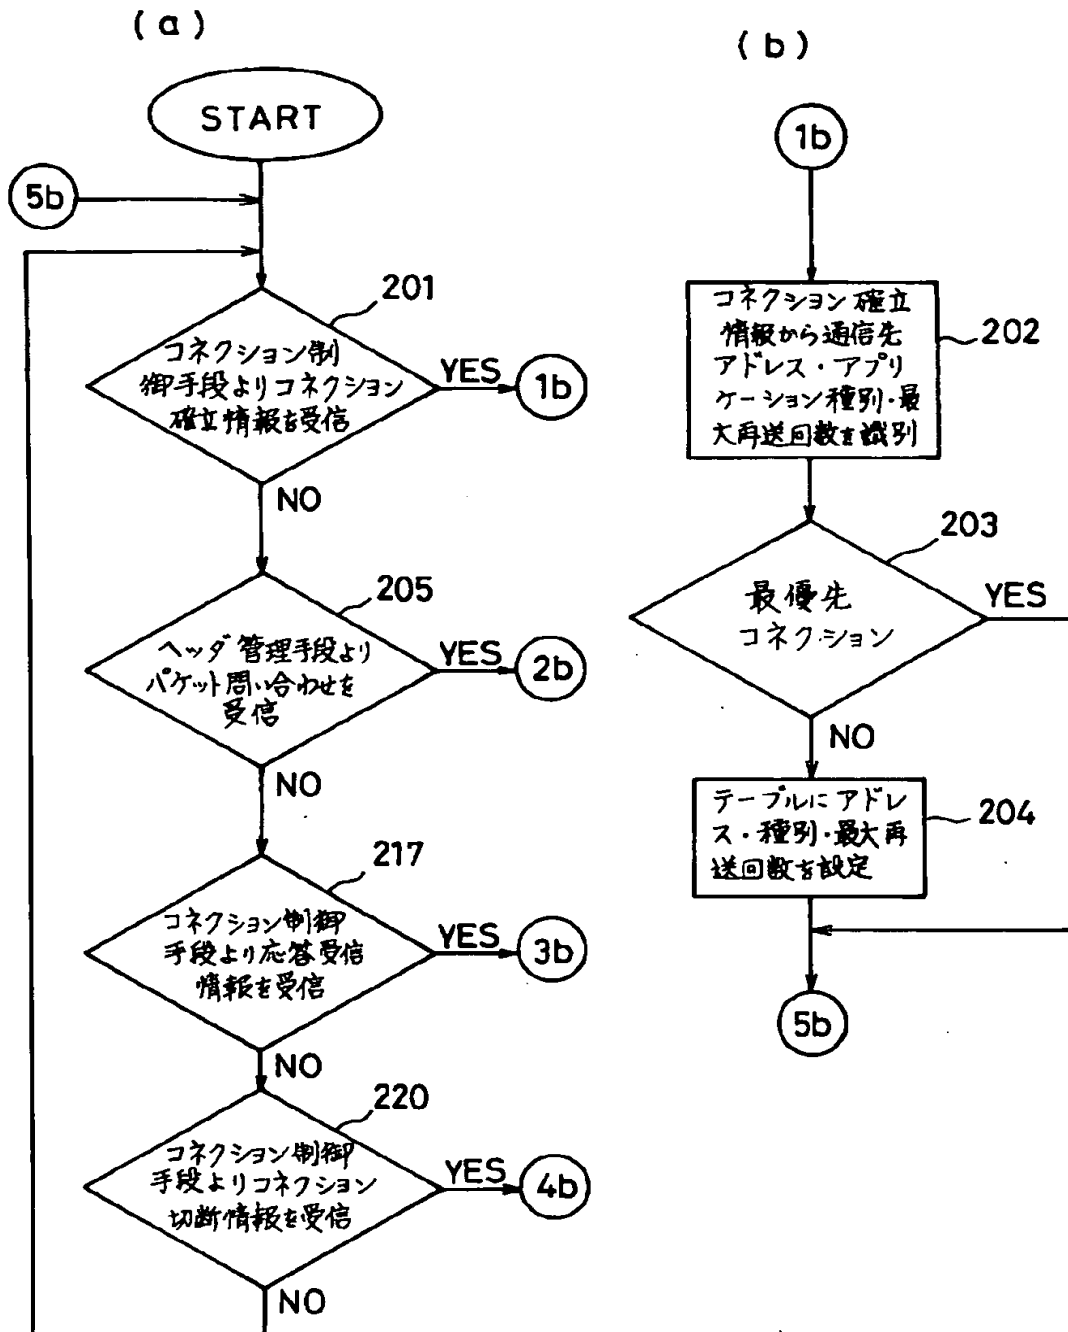 (a)
START
5b
201
コネクション制
御手段よりコネクション
確立情報を受信
YES
1b
NO
205
ヘッダ管理手段より
パケット問い合わせを
受信
YES
2b
NO
217
コネクション制御
手段より応答受信
情報を受信
YES
3b
NO
220
コネクション制御
手段よりコネクション
切断情報を受信
YES
4b
NO
(b)
1b
コネクション確立
情報から通信先
アドレス・アプリ
ケーション種別・最
大再送回数を識別
202
203
最優先
コネクション
YES
NO
テーブルにアドレ
ス・種別・最大再
送回数を設定
204
5b